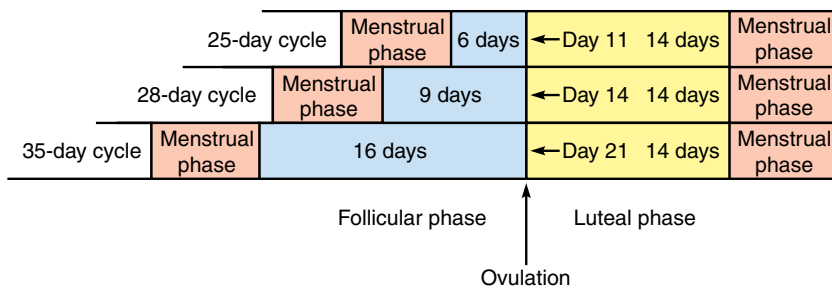 25-day cycle Menstrual phase 6 days Day 11 14 days Menstrual phase
28-day cycle Menstrual phase 9 days Day 14 14 days Menstrual phase
35-day cycle Menstrual phase 16 days Day 21 14 days Menstrual phase
Follicular phase Luteal phase
Ovulation